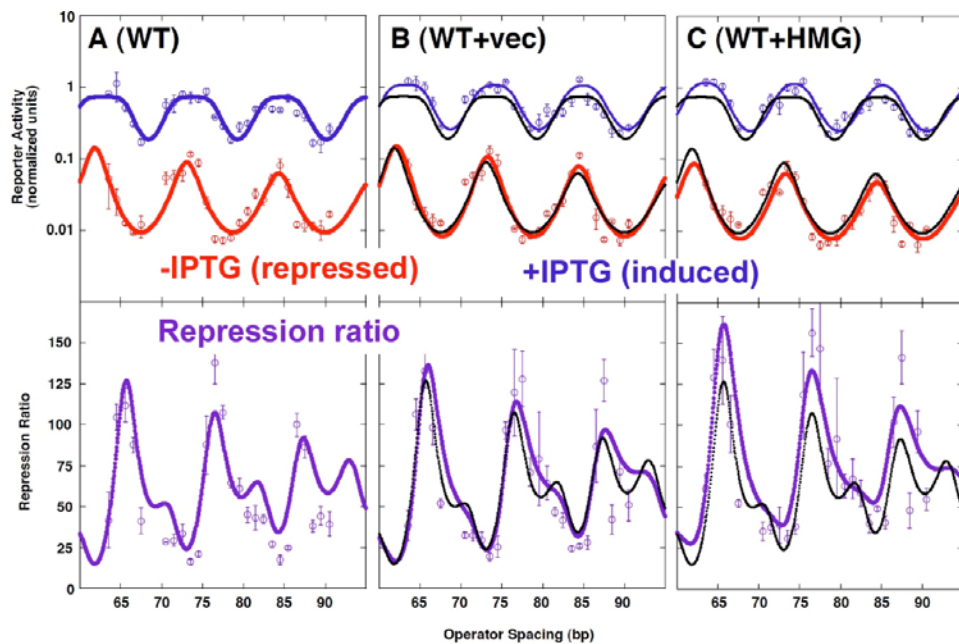 A (WT)
B (WT+vec)
C (WT+HMG)
Reporter Activity
(normalized units)
10
1
0.1
0.01
-IPTG (repressed)
+IPTG (induced)
Repression ratio
Repression Ratio
150
125
100
75
50
25
0
65 70 75 80 85 90
65 70 75 80 85 90
65 70 75 80 85 90
Operator Spacing (bp)